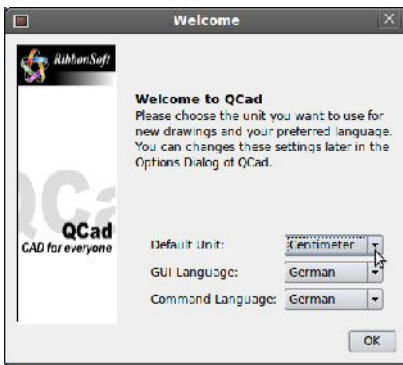 Welcome
RibbonSoft
Welcome to QCad
Please choose the unit you want to use for
new drawings and your preferred language.
You can changes these
settings later in the
Options Dialog of QCad.
QCad
QCad
CAD for everyone
Default Unit: Centimeter
GUI Language: German
Command Language: German
OK